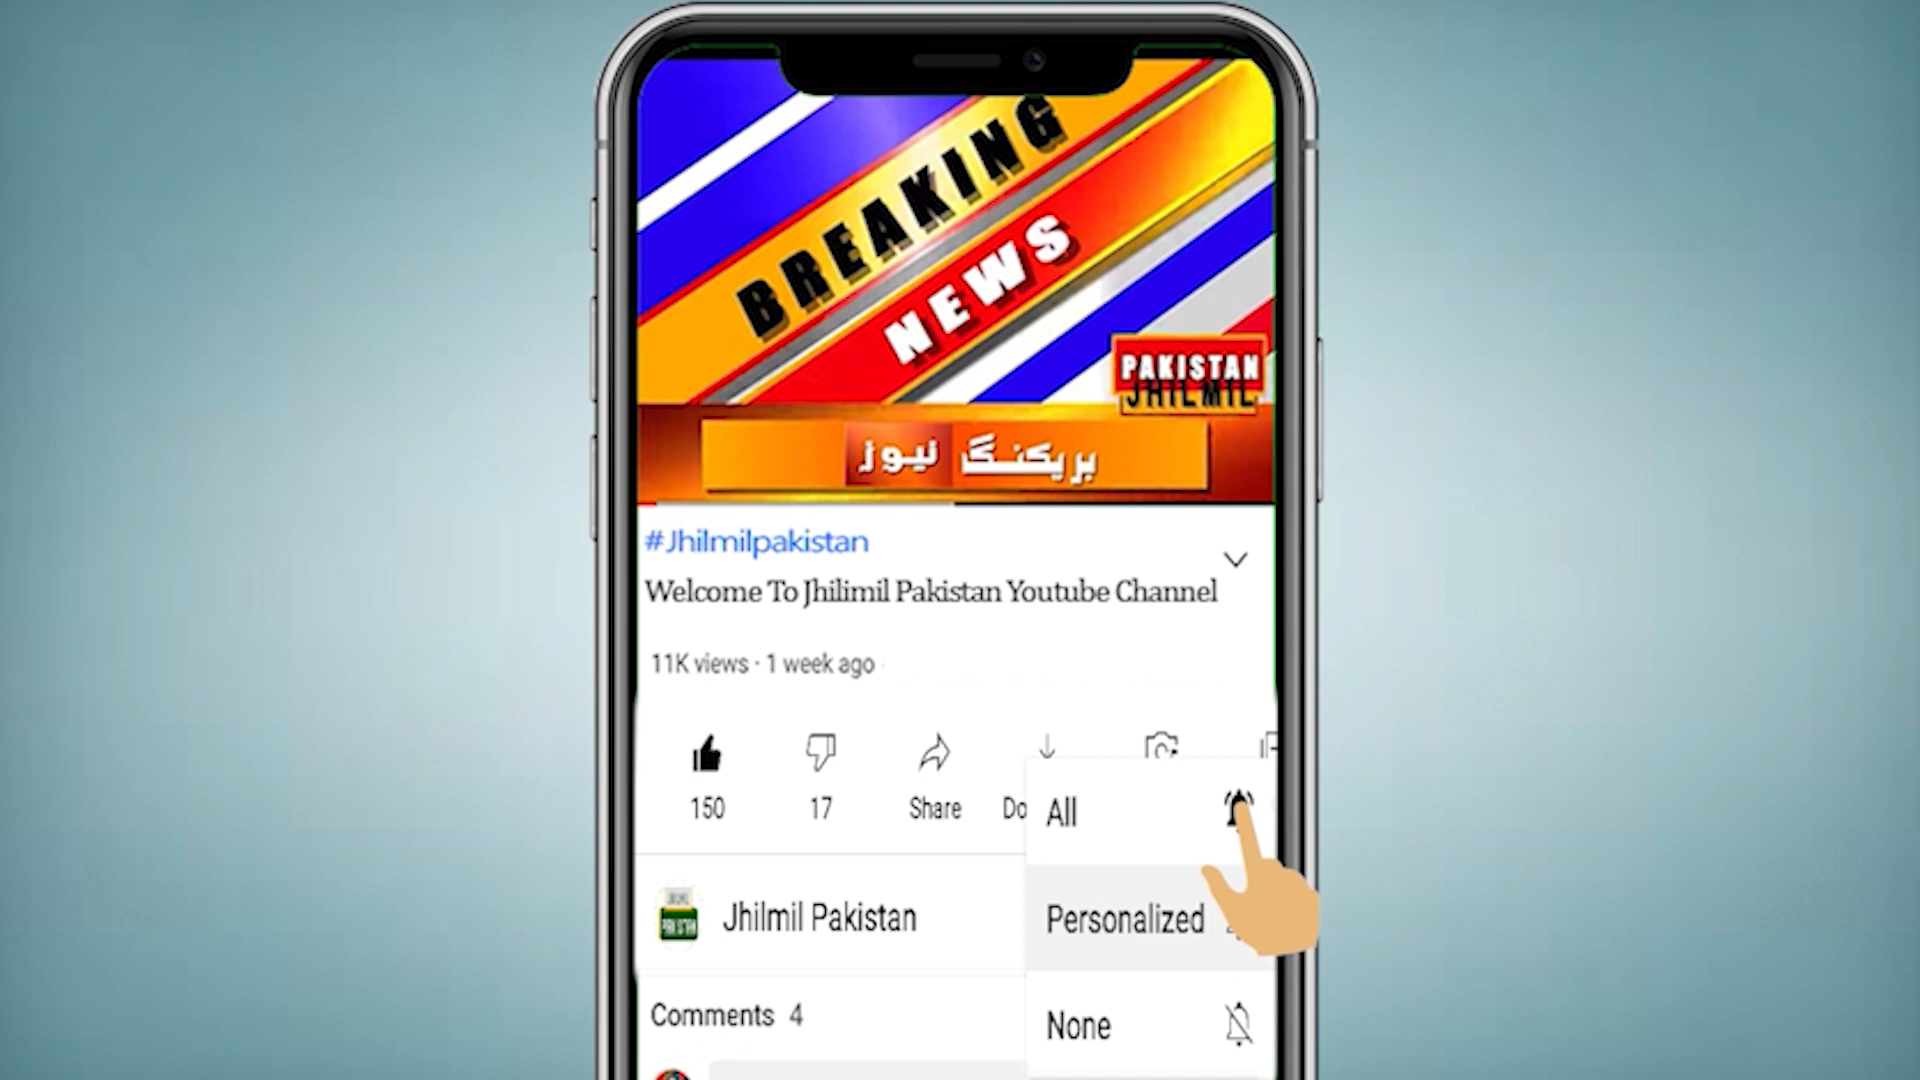 BREAKING
NEWS
PAKISTAN
JHILMIL
بریکنگ نیوز
#Jhilmilpakistan
Welcome To Jhilimil Pakistan Youtube Channel
11K views · 1 week ago
150
17
Share
Do
All
Jhilmil Pakistan
Personalized
Comments 4
None